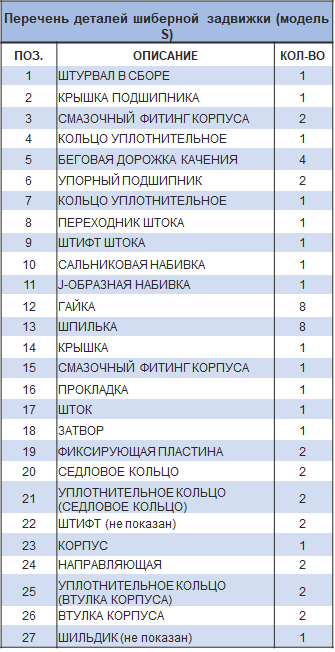 Перечень деталей шиберной задвижки (модель
S)
ПОЗ. ОПИСАНИЕ КОЛ-ВО
1 ШТУРВАЛ В СБОРЕ 1
2 КРЫШКА ПОДШИПНИКА 1
3 СМАЗОЧНЫЙ ФИТИНГ КОРПУСА 2
4 КОЛЬЦО УПЛОТНИТЕЛЬНОЕ 1
5 БЕГОВАЯ ДОРОЖКА КАЧЕНИЯ 4
6 УПОРНЫЙ ПОДШИПНИК 2
7 КОЛЬЦО УПЛОТНИТЕЛЬНОЕ 1
8 ПЕРЕХОДНИК ШТОКА 1
9 ШТИФТ ШТОКА 1
10 САЛЬНИКОВАЯ НАБИВКА 1
11 J-ОБРАЗНАЯ НАБИВКА 1
12 ГАЙКА 8
13 ШПИЛЬКА 8
14 КРЫШКА 1
15 СМАЗОЧНЫЙ ФИТИНГ КОРПУСА 1
16 ПРОКЛАДКА 1
17 ШТОК 1
18 ЗАТВОР 1
19 ФИКСИРУЮЩАЯ ПЛАСТИНА 2
20 СЕДЛОВОЕ КОЛЬЦО 2
21 УПЛОТНИТЕЛЬНОЕ КОЛЬЦО
(СЕДЛОВОЕ КОЛЬЦО) 2
22 ШТИФТ (не показан) 2
23 КОРПУС 1
24 НАПРАВЛЯЮЩАЯ 2
25 УПЛОТНИТЕЛЬНОЕ КОЛЬЦО
(ВТУЛКА КОРПУСА) 2
26 ВТУЛКА КОРПУСА 2
27 ШИЛЬДИК (не показан) 1